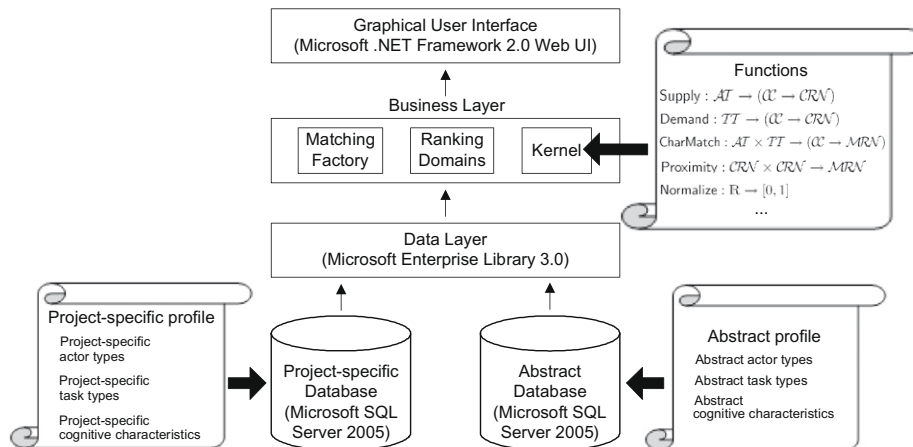 Graphical User Interface
(Microsoft .NET Framework 2.0 Web UI)
Business Layer
Matching
Factory
Ranking
Domains
Kernel
Functions
Supply : 𝒜𝒯 → (𝒞𝒞 → 𝒞ℛ𝒩)
Demand : 𝒯𝒯 → (𝒞𝒞 → 𝒞ℛ𝒩)
CharMatch : 𝒜𝒯 × 𝒯𝒯 → (𝒞𝒞 → ℳℛ𝒩)
Proximity : 𝒞ℛ𝒩 × 𝒞ℛ𝒩 → ℳℛ𝒩
Normalize : R → [0, 1]
...
Data Layer
(Microsoft Enterprise Library 3.0)
Project-specific profile
Project-specific
actor types
Project-specific
task types
Project-specific
cognitive characteristics
Project-specific
Database
(Microsoft SQL
Server 2005)
Abstract
Database
(Microsoft SQL
Server 2005)
Abstract profile
Abstract actor types
Abstract task types
Abstract
cognitive characteristics